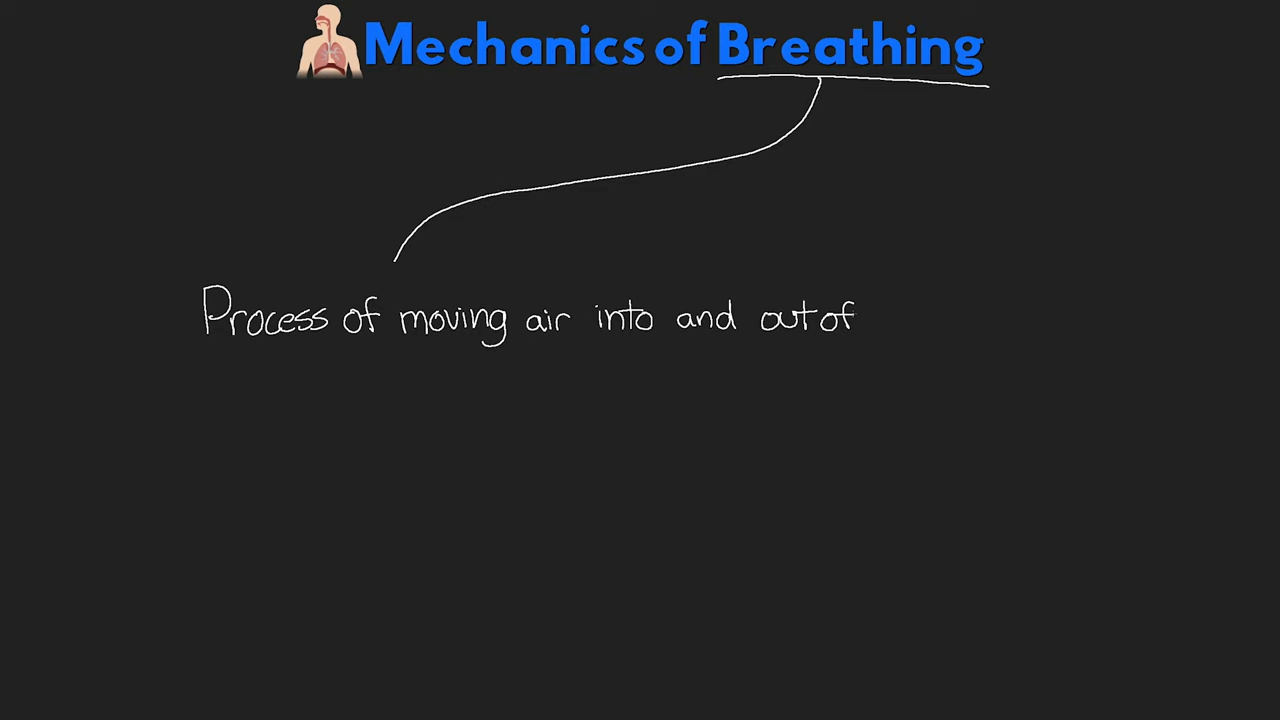 Mechanics of Breathing
Process of moving air into and out of